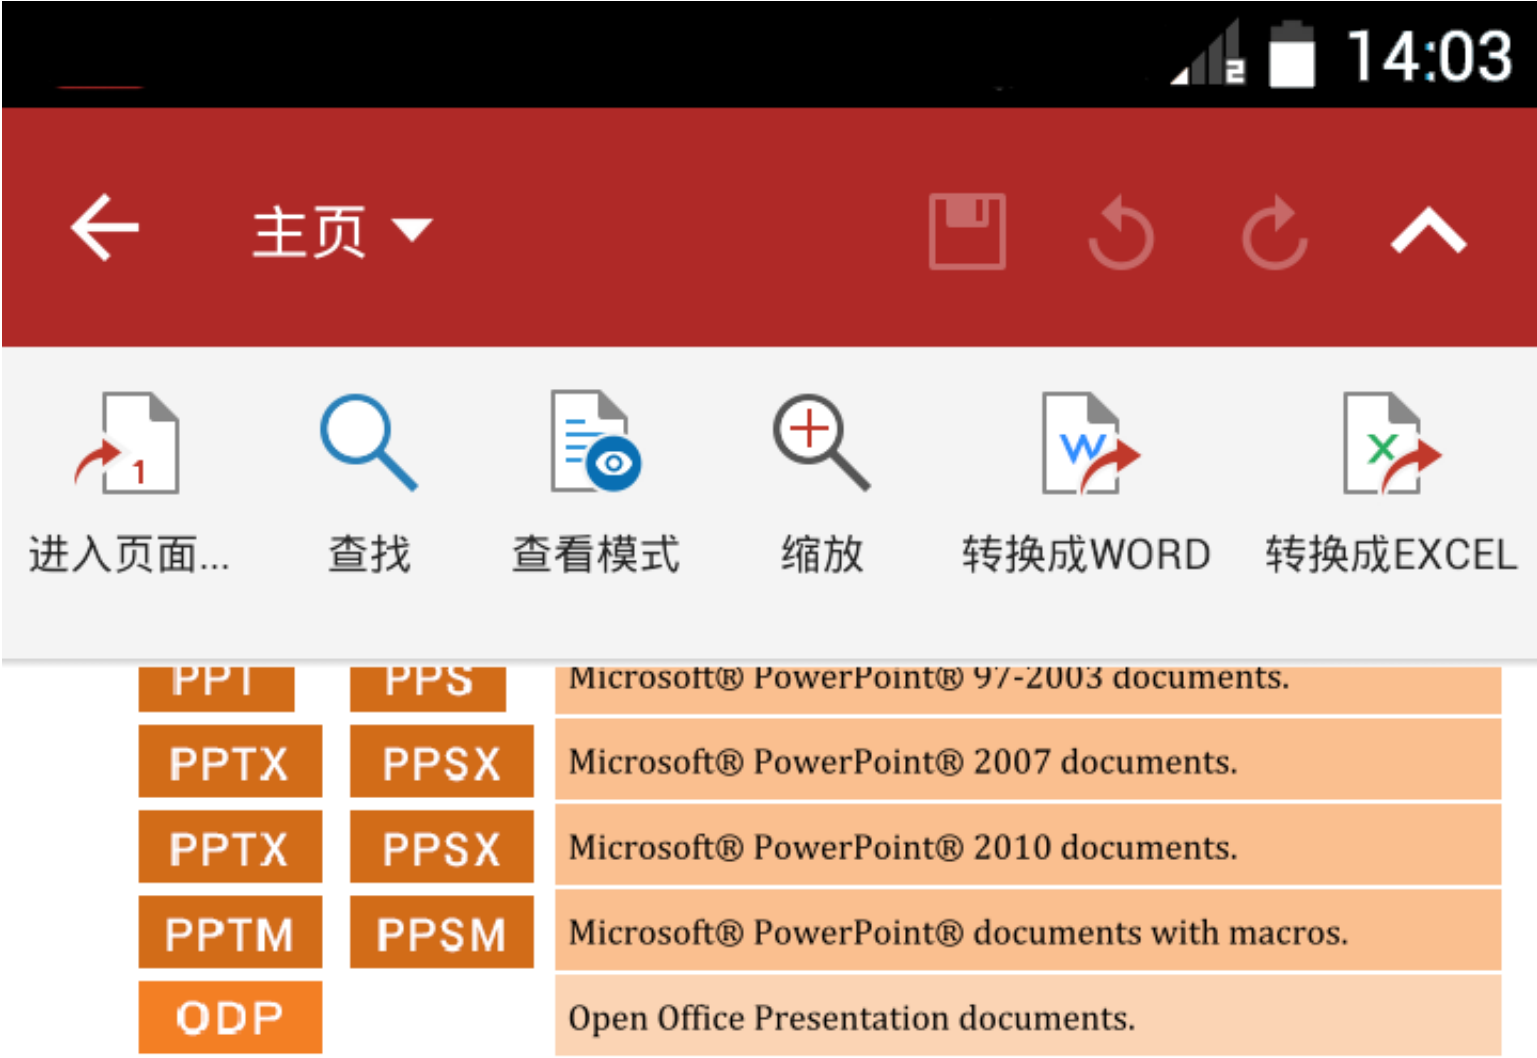 2 14:03
主页
1 W X
进入页面... 查找 查看模式 缩放 转换成WORD 转换成EXCEL
PPT PPS Microsoft® PowerPoint® 97-2003 documents.
PPTX PPSX Microsoft® PowerPoint® 2007 documents.
PPTX PPSX Microsoft® PowerPoint® 2010 documents.
PPTM PPSM Microsoft® PowerPoint® documents with macros.
ODP Open Office Presentation documents.